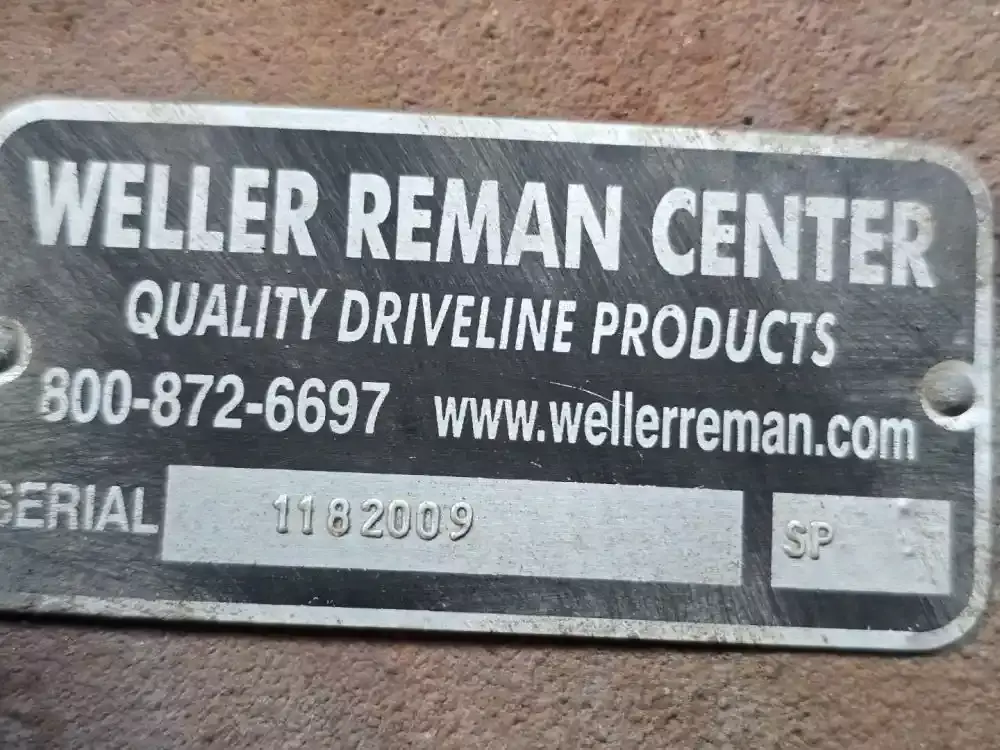 WELLER REMAN CENTER
QUALITY DRIVELINE PRODUCTS
800-872-6697 www.wellerreman.com
SERIAL 1182009 SP